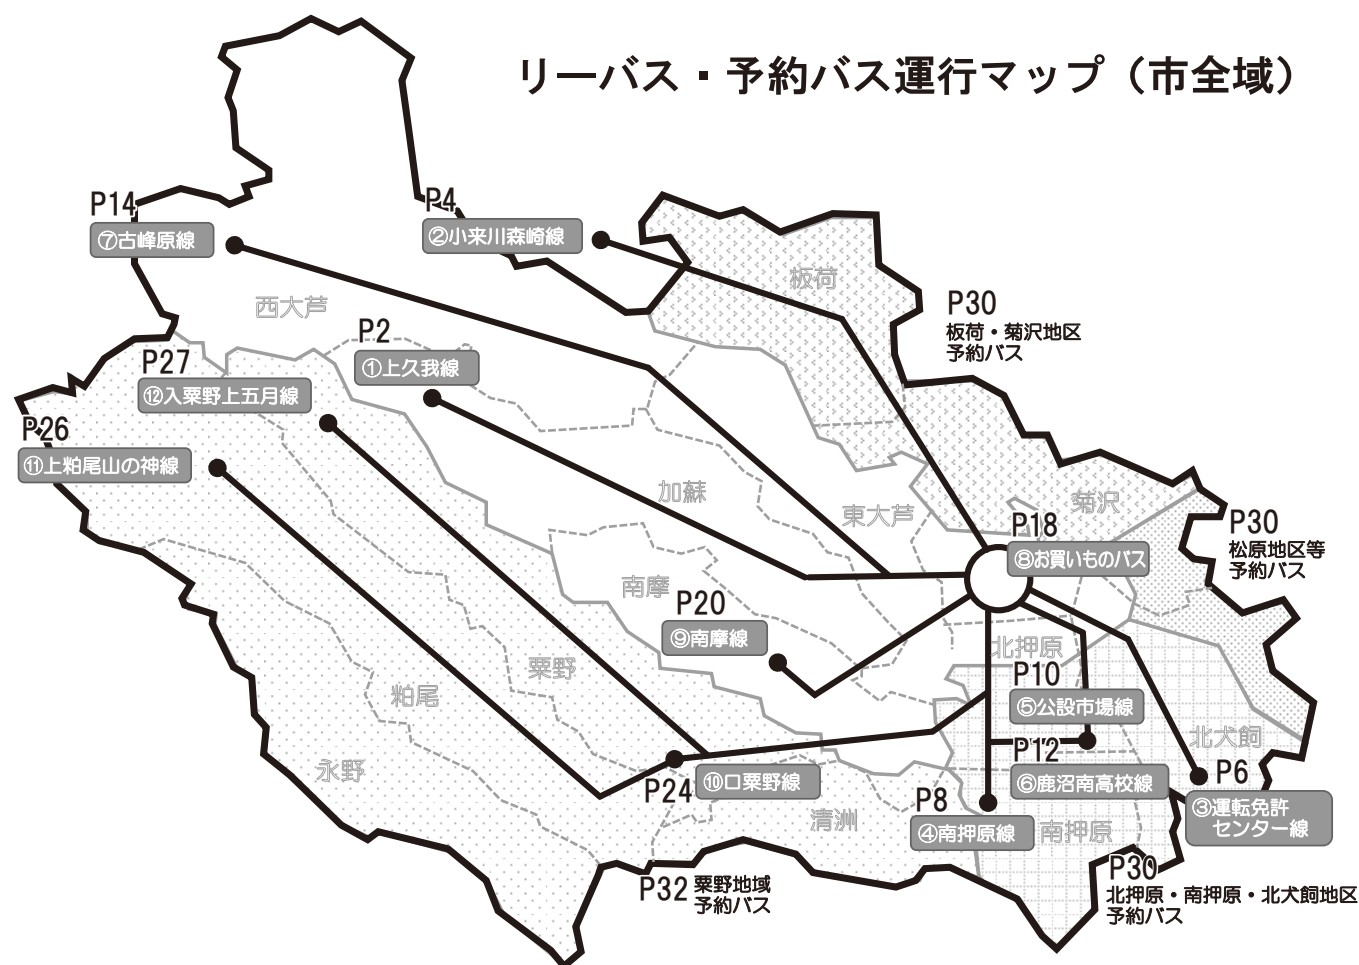 リーバス・予約バス運行マップ（市全域）
P14
⑦古峰原線
P4
②小来川森崎線
板荷
西大芦
P30
板荷・菊沢地区
予約バス
P2
①上久我線
P27
⑫入粟野上五月線
P26
⑪上粕尾山の神線
加蘇
東大芦
菊沢
P18
⑧お買いものバス
P30
松原地区等
予約バス
南摩
P20
⑨南摩線
北押原
粟野
粕尾
P10
⑤公設市場線
北犬飼
永野
P12
⑥鹿沼南高校線
P6
③運転免許
センター線
P24
⑩口粟野線
清洲
P8
④南押原線
南押原
P32
粟野地域
予約バス
P30
北押原・南押原・北犬飼地区
予約バス